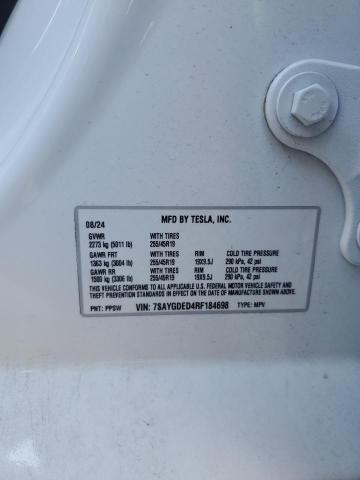 08/24 MFD BY TESLA, INC.
GVWR WITH TIRES
2273 kg (5011 lb) 255/45R19
GAWR FRT WITH TIRES RIM COLD TIRE PRESSURE
1363 kg (3004 lb) 255/45R19 19X9.5J 290 kPa, 42 psi
GAWR RR WITH TIRES RIM COLD TIRE PRESSURE
1500 kg (3306 lb) 255/45R19 19X9.5J 290 kPa, 42 psi
THIS VEHICLE CONFORMS TO ALL APPLICABLE U.S. FEDERAL MOTOR VEHICLE SAFETY AND
THEFT PREVENTION STANDARDS IN EFFECT ON THE DATE OF MANUFACTURE SHOWN ABOVE.
PNT: PPSW VIN: 7SAYGDED4RF184698 TYPE: MPV